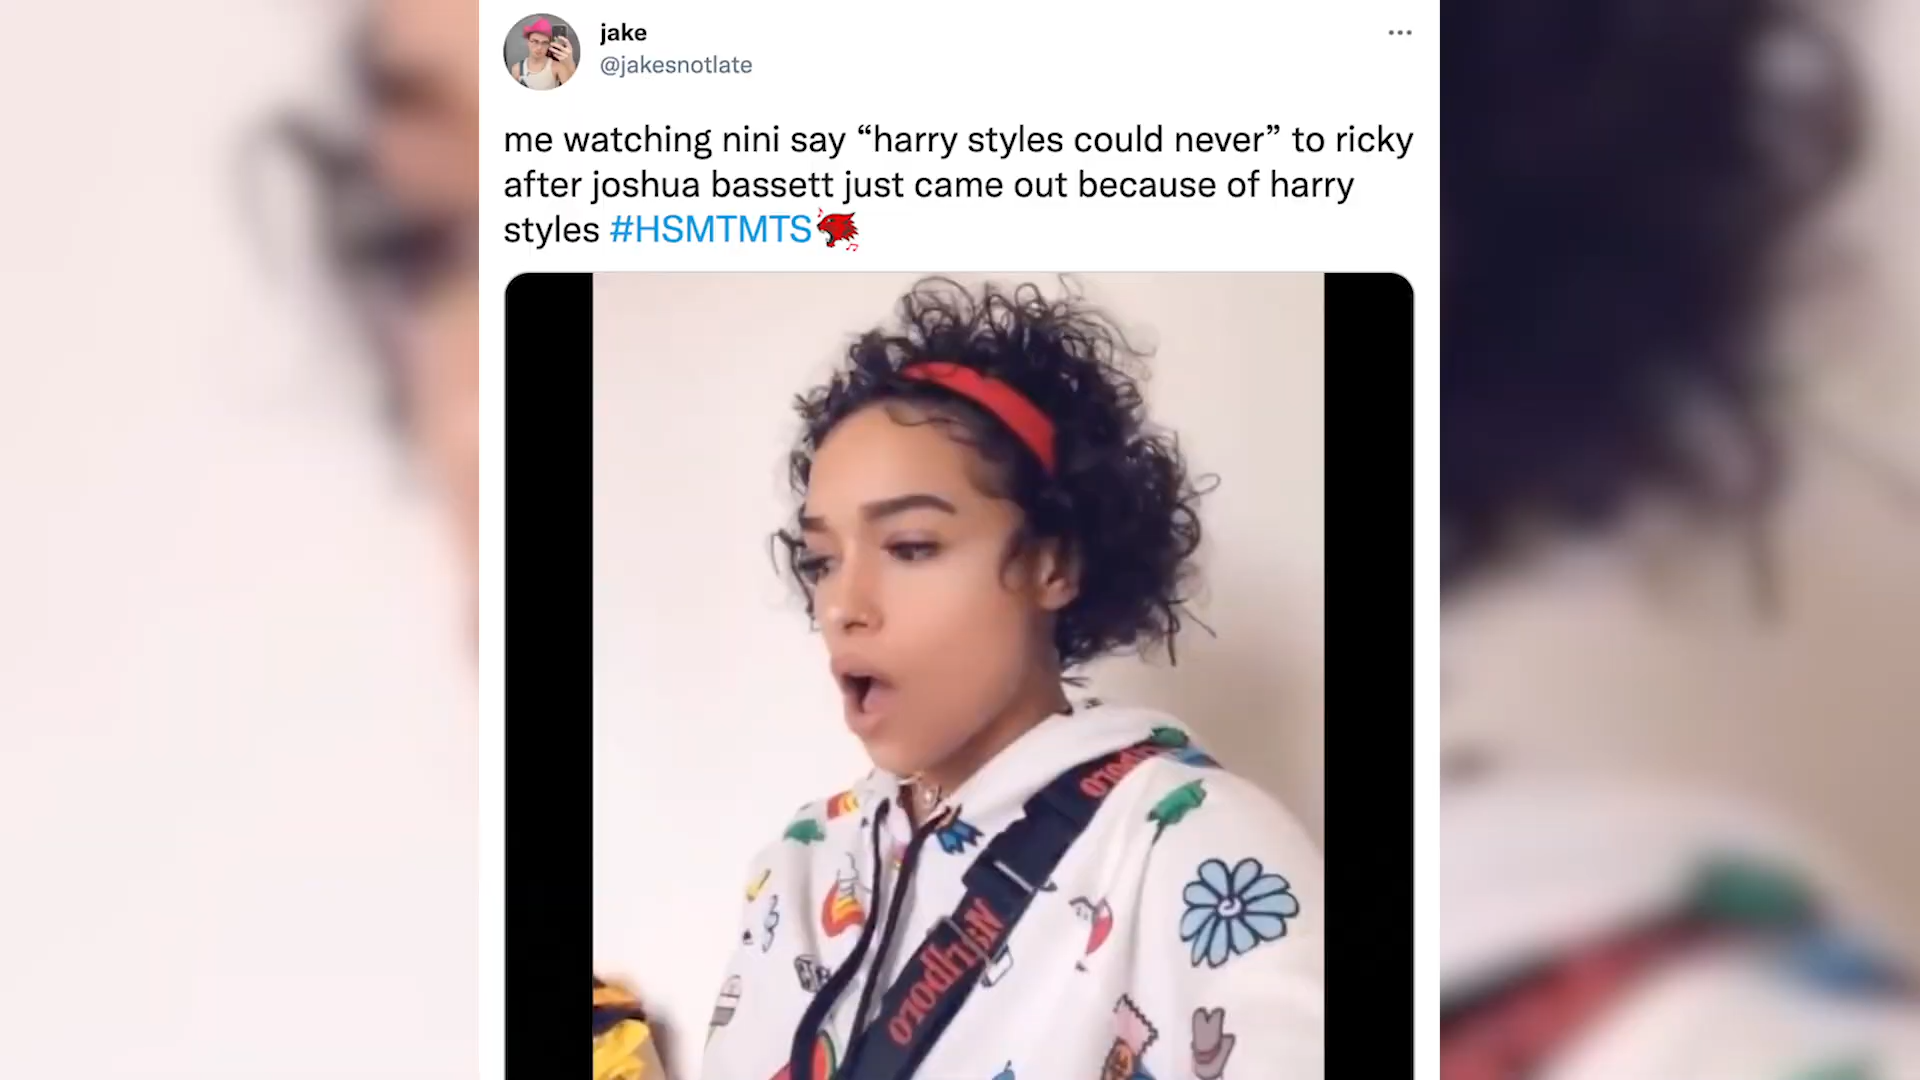 jake
@jakesnotlate
me watching nini say “harry styles could never” to ricky
after joshua bassett just came out because of harry
styles #HSMTMTS